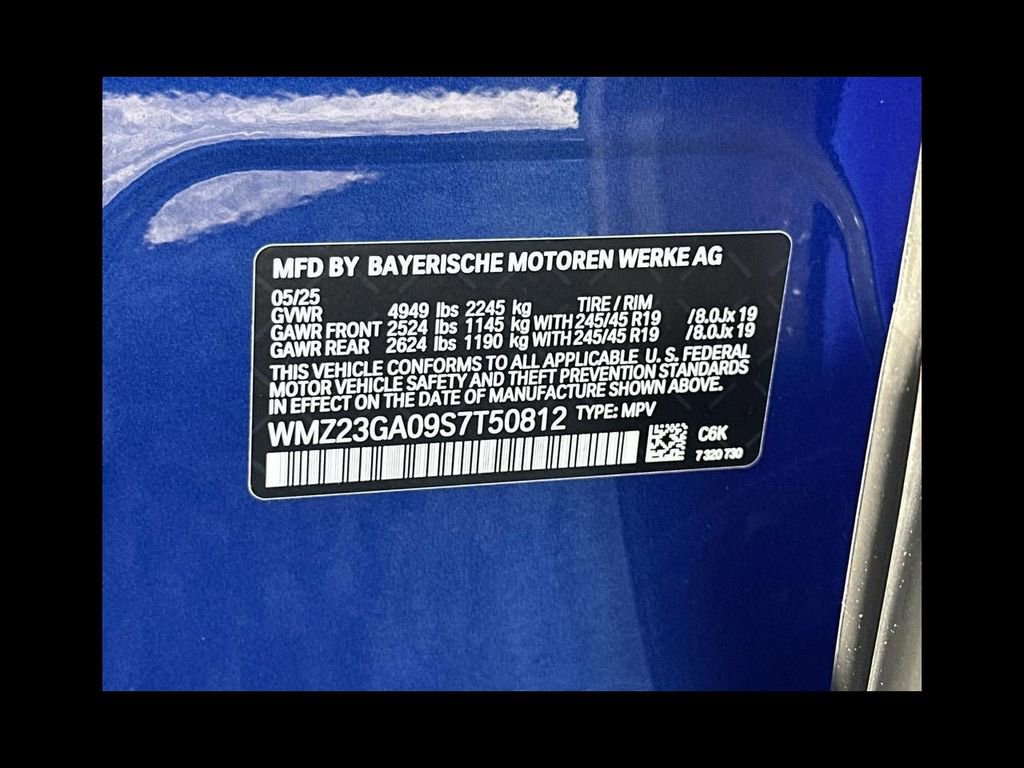 MFD BY BAYERISCHE MOTOREN WERKE AG
05/25
GVWR 4949 lbs 2245 kg TIRE / RIM
GAWR FRONT 2524 lbs 1145 kg WITH 245/45 R19 /8.0Jx 19
GAWR REAR 2624 lbs 1190 kg WITH 245/45 R19 /8.0Jx 19
THIS VEHICLE CONFORMS TO ALL APPLICABLE U. S. FEDERAL
MOTOR VEHICLE SAFETY AND THEFT PREVENTION STANDARDS
IN EFFECT ON THE DATE OF MANUFACTURE SHOWN ABOVE.
WMZ23GA09S7T50812 TYPE: MPV
C6K
7 320 730